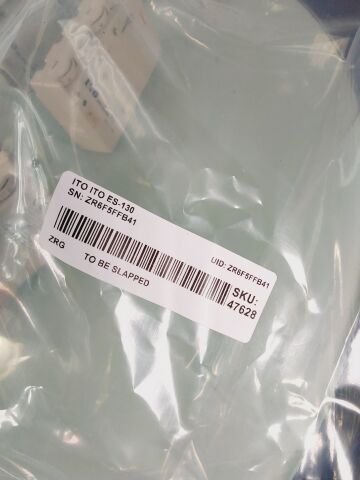 ITO ITO ES-130
SN: ZR6F5FFB41
UID: ZR6F5FFB41
ZRG
TO BE SLAPPED
SKU:
47628